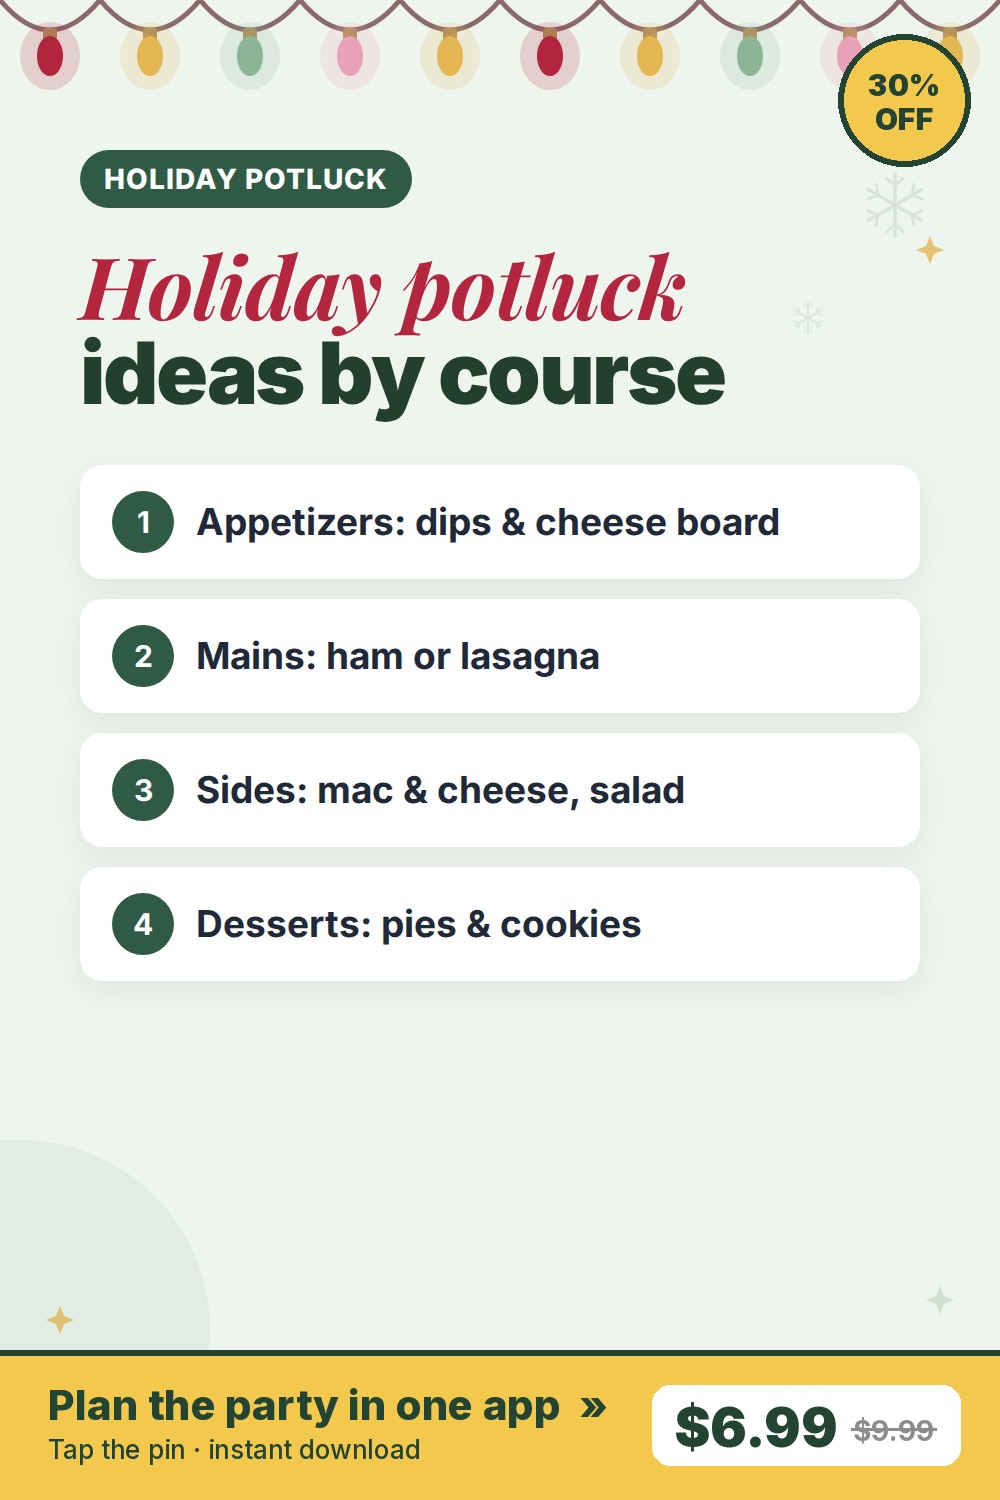 30%
OFF
HOLIDAY POTLUCK
Holiday potluck
ideas by course
1 Appetizers: dips & cheese board
2 Mains: ham or lasagna
3 Sides: mac & cheese, salad
4 Desserts: pies & cookies
Plan the party in one app »
Tap the pin · instant download
$6.99 $9.99